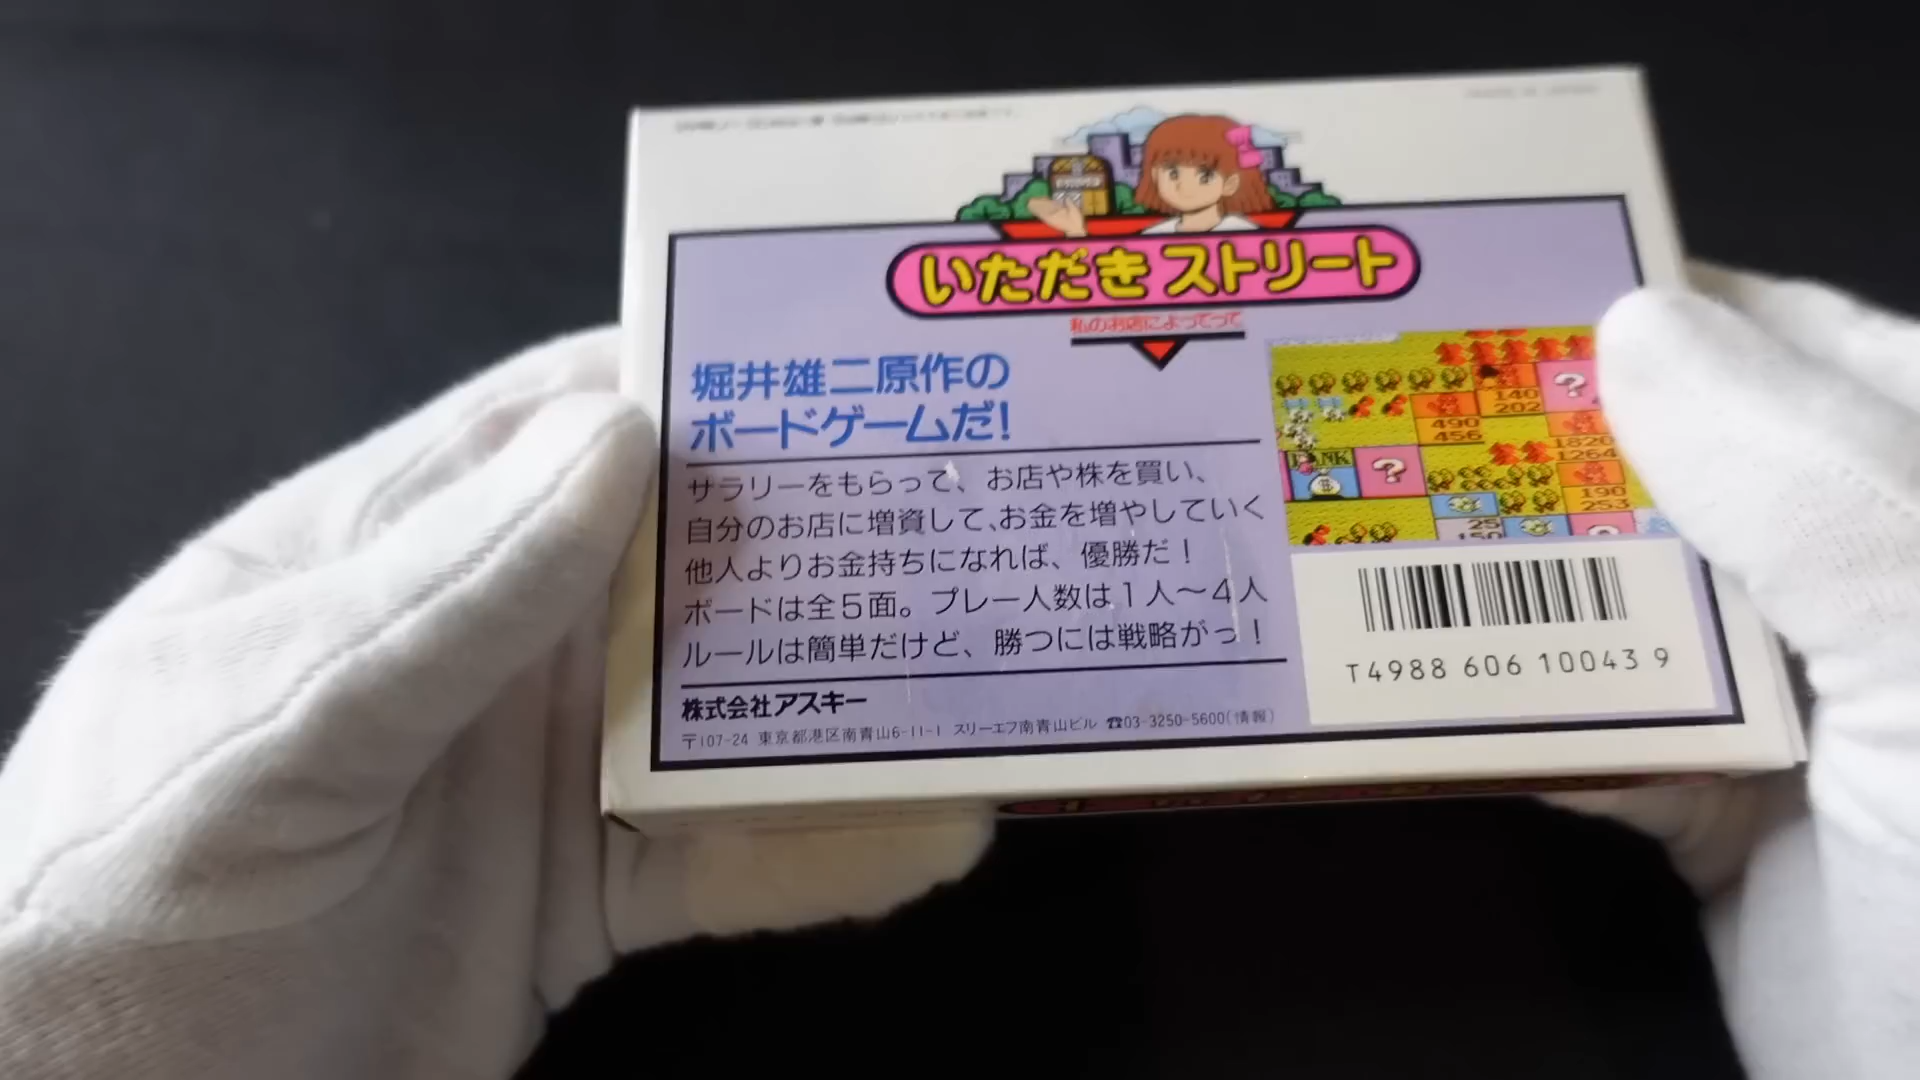 いただきストリート
私のお店によってって
堀井雄二原作の
ボードゲームだ!
サラリーをもらって、お店や株を買い、
自分のお店に増資して、お金を増やしていく
他人よりお金持ちになれば、優勝だ!
ボードは全5面。プレー人数は1人〜4人
ルールは簡単だけど、勝つには戦略がっ!
株式会社アスキー
〒107-24 東京都港区南青山6-11-1 スリーエフ南青山ビル ☎03-3250-5600(情報)
?
140
202
490
456
1820
1264
BANK
?
190
253
25
150
T4988 606 10043 9